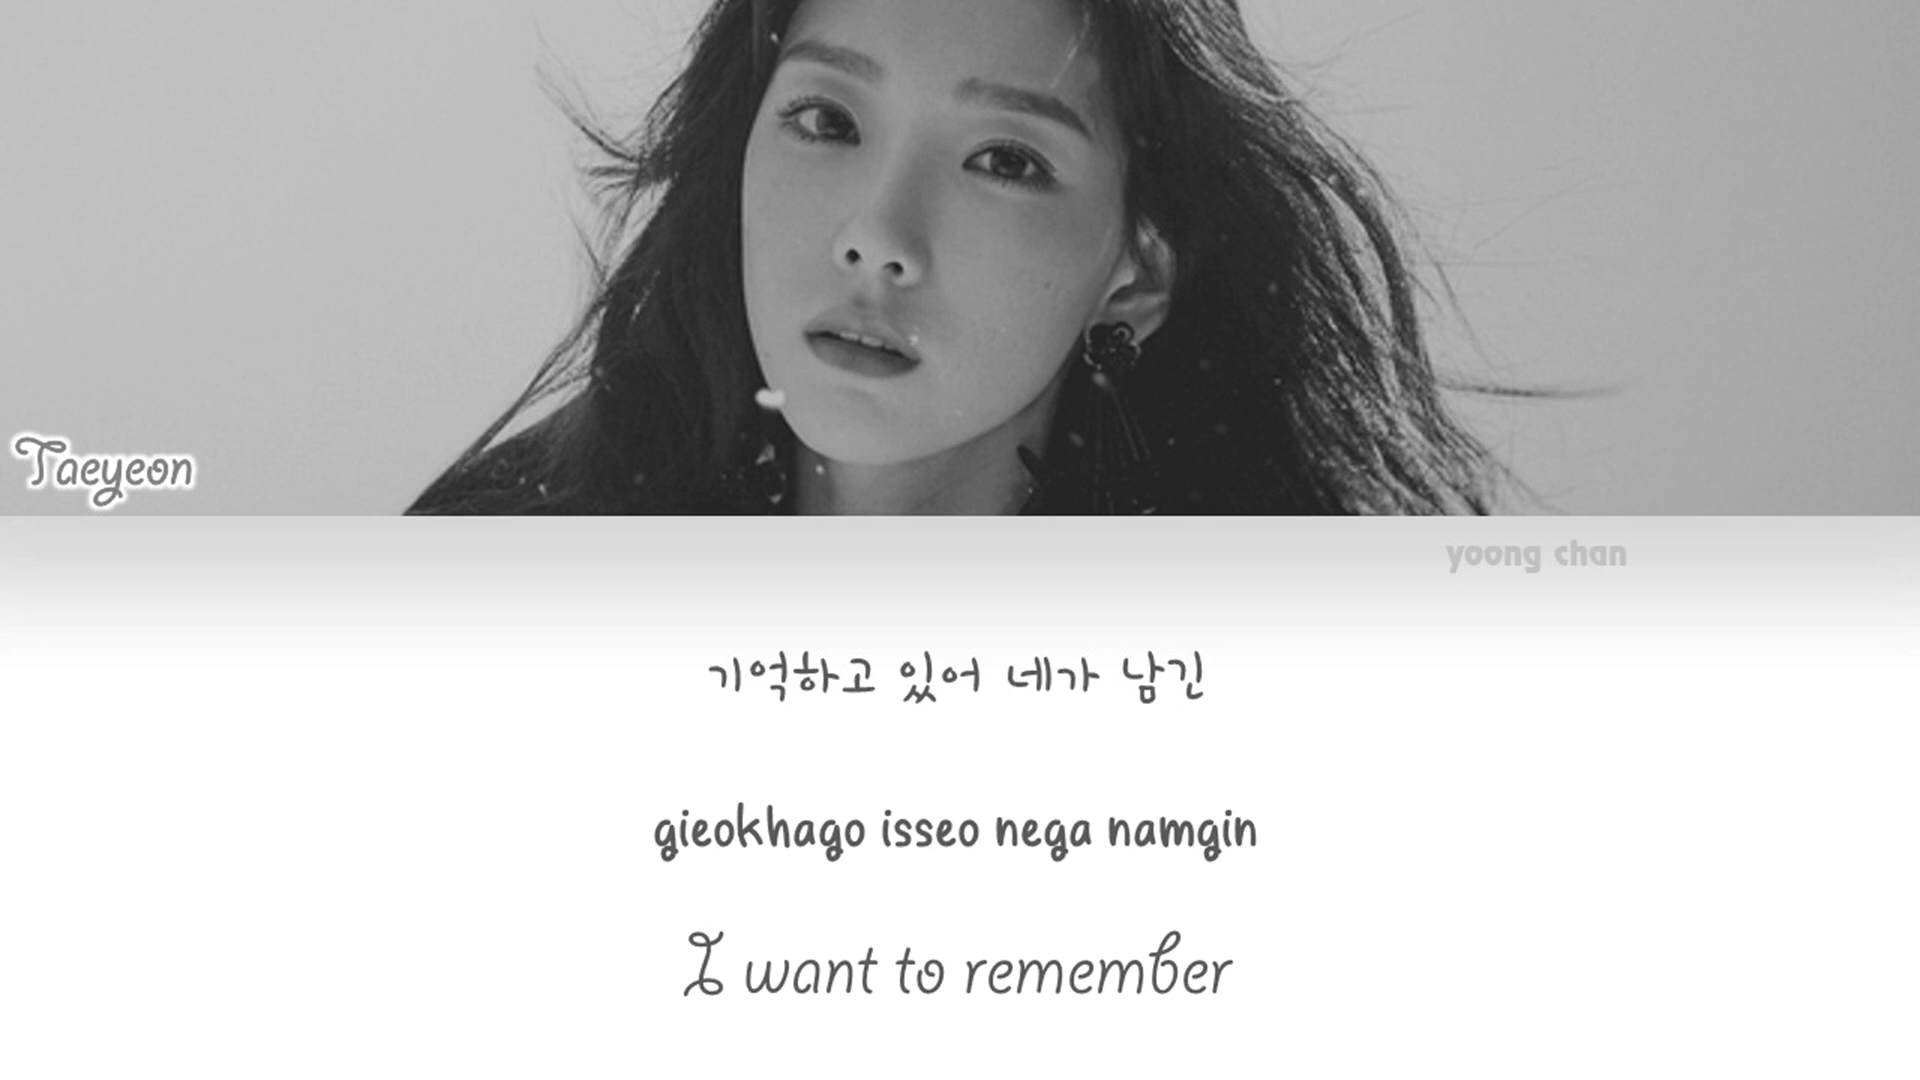 Taeyeon
yoong chan
기억하고 있어 네가 남긴
gieokhago isseo nega namgin
I want to remember